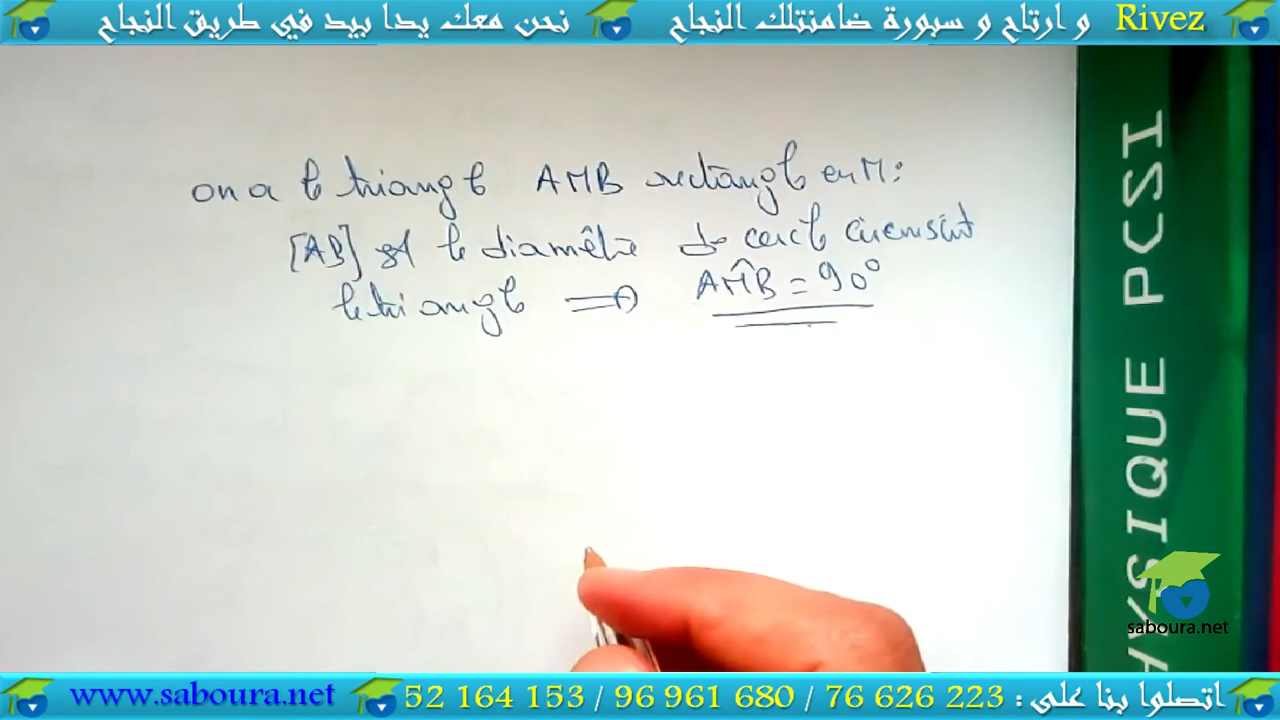 Rivez و ارتاح و سبورة ضامنتلك النجاح نحن معك يدا بيد في طريق النجاح
on a le triangle AMB rectangle en M :
[AB] est le diamètre de cercle circonscrit
le triangle ⟹ AM̂B = 90°
PHYSIQUE PCSI
saboura.net
www.saboura.net 52 164 153 / 96 961 680 / 76 626 223 : اتصلوا بنا على